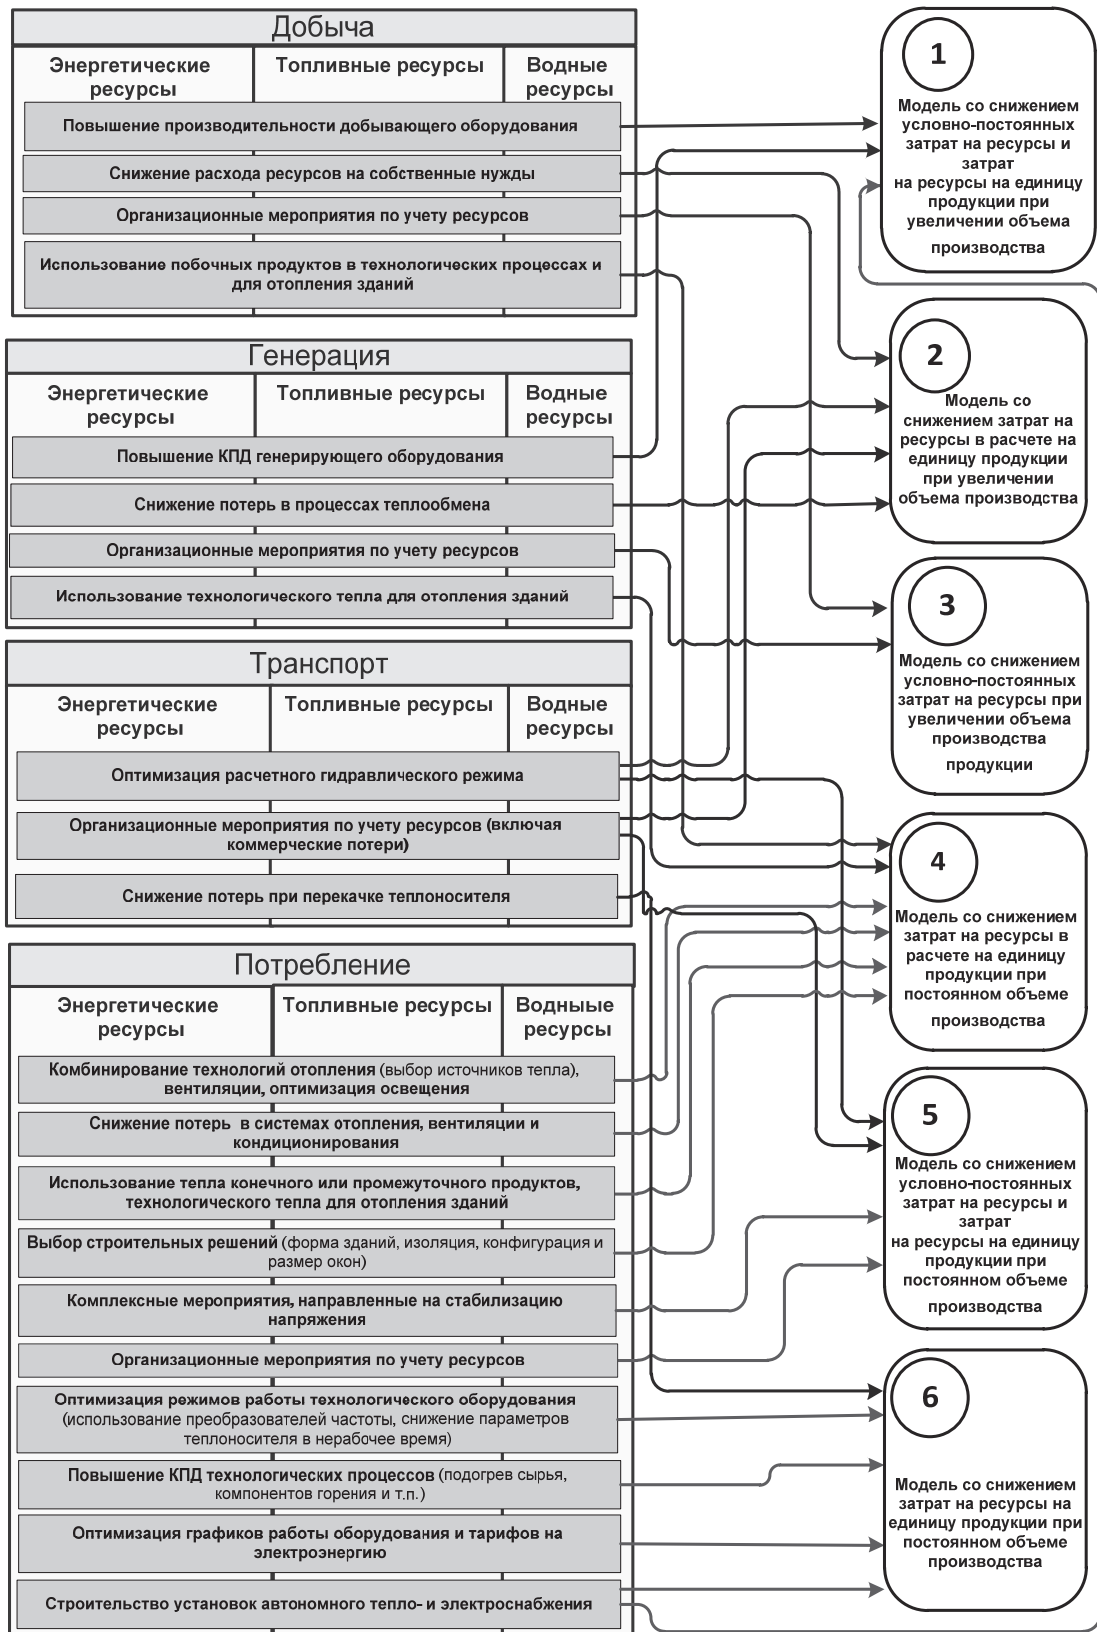 Добыча
Энергетические
ресурсы
Топливные ресурсы
Водные
ресурсы
Повышение производительности добывающего оборудования
Снижение расхода ресурсов на собственные нужды
Организационные мероприятия по учету ресурсов
Использование побочных продуктов в технологических процессах и
для отопления зданий
Генерация
Энергетические
ресурсы
Топливные ресурсы
Водные
ресурсы
Повышение КПД генерирующего оборудования
Снижение потерь в процессах теплообмена
Организационные мероприятия по учету ресурсов
Использование технологического тепла для отопления зданий
Транспорт
Энергетические
ресурсы
Топливные ресурсы
Водные
ресурсы
Оптимизация расчетного гидравлического режима
Организационные мероприятия по учету ресурсов (включая
коммерческие потери)
Снижение потерь при перекачке теплоносителя
Потребление
Энергетические
ресурсы
Топливные ресурсы
Водныые
ресурсы
Комбинирование технологий отопления (выбор источников тепла),
вентиляции, оптимизация освещения
Снижение потерь в системах отопления, вентиляции и
кондиционирования
Использование тепла конечного или промежуточного продуктов,
технологического тепла для отопления зданий
Выбор строительных решений (форма зданий, изоляция, конфигурация и
размер окон)
Комплексные мероприятия, направленные на стабилизацию
напряжения
Организационные мероприятия по учету ресурсов
Оптимизация режимов работы технологического оборудования
(использование преобразователей частоты, снижение параметров
теплоносителя в нерабочее время)
Повышение КПД технологических процессов (подогрев сырья,
компонентов горения и т.п.)
Оптимизация графиков работы оборудования и тарифов на
электроэнергию
Строительство установок автономного тепло- и электроснабжения
1
Модель со снижением
условно-постоянных
затрат на ресурсы и
затрат
на ресурсы на единицу
продукции при
увеличении объема
производства
2
Модель со
снижением затрат на
ресурсы в расчете на
единицу продукции
при увеличении
объема производства
3
Модель со снижением
условно-постоянных
затрат на ресурсы при
увеличении объема
производства
продукции
4
Модель со снижением
затрат на ресурсы в
расчете на единицу
продукции при
постоянном объеме
производства
5
Модель со снижением
условно-постоянных
затрат на ресурсы и
затрат
на ресурсы на единицу
продукции при
постоянном объеме
производства
6
Модель со снижением
затрат на ресурсы на
единицу продукции при
постоянном объеме
производства